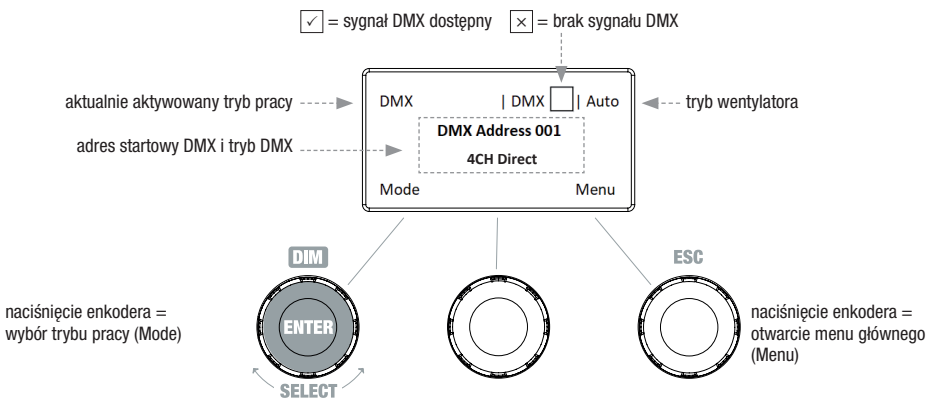 ✓ = sygnał DMX dostępny × = brak sygnału DMX
aktualnie aktywowany tryb pracy
DMX | DMX | Auto
tryb wentylatora
adres startowy DMX i tryb DMX
DMX Address 001
4CH Direct
Mode Menu
DIM
ESC
naciśnięcie enkodera =
wybór trybu pracy (Mode)
ENTER
SELECT
naciśnięcie enkodera =
otwarcie menu głównego
(Menu)